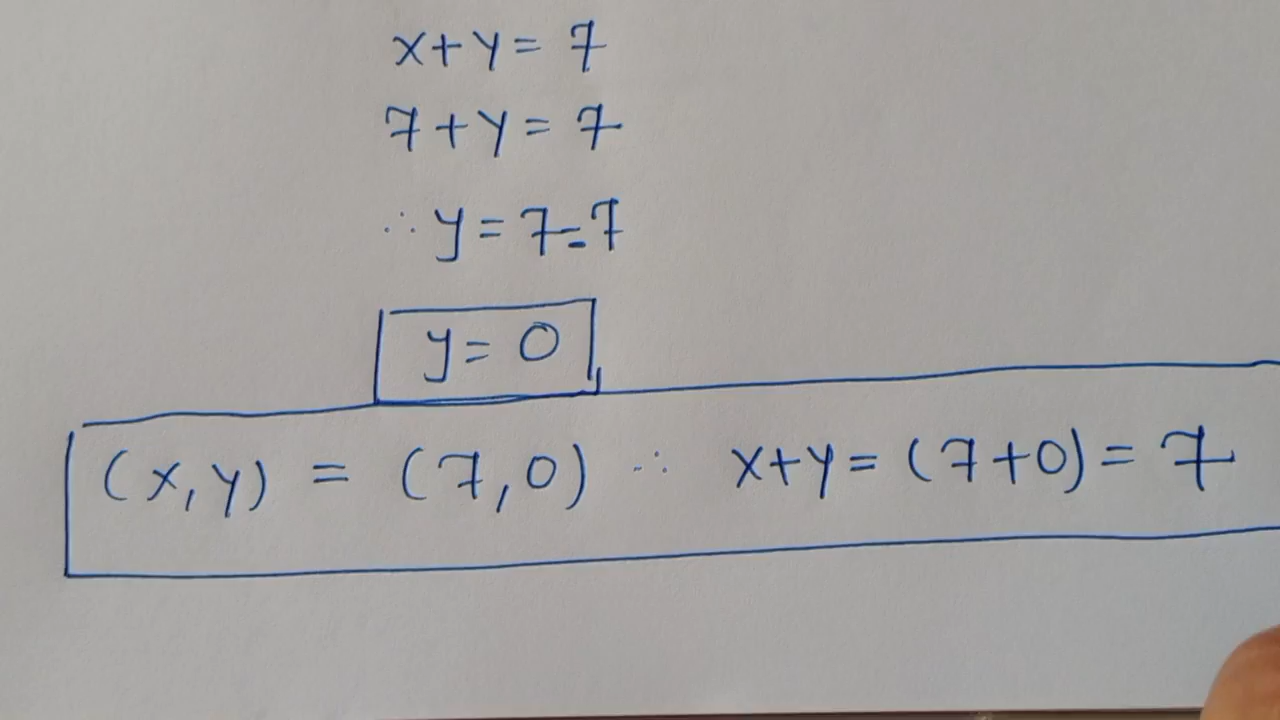 x+y=7
7+y=7
∴ y=7-7
y=0
(x,y) = (7,0) ∴ x+y=(7+0)=7